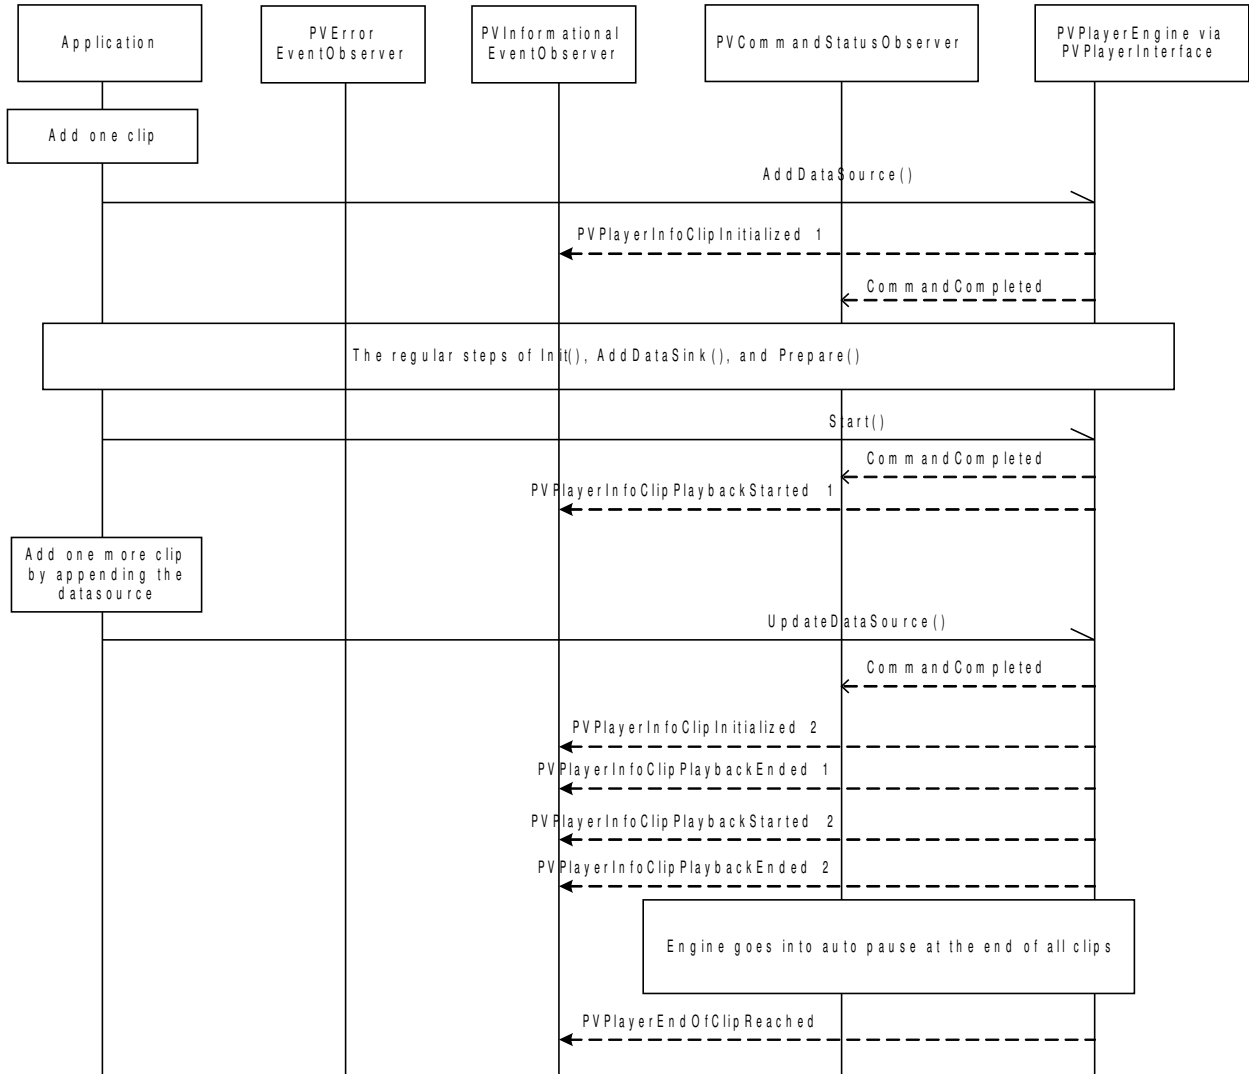 Application
PVError
EventObserver
PVInformational
EventObserver
PVCommandStatusObserver
PVPlayerEngine via
PVPlayerInterface
Add one clip
AddDataSource()
PVPlayerInfoClipInitialized 1
CommandCompleted
The regular steps of Init(), AddDataSink(), and Prepare()
Start()
CommandCompleted
PVPlayerInfoClipPlaybackStarted 1
Add one more clip
by appending the
datasource
UpdateDataSource()
CommandCompleted
PVPlayerInfoClipInitialized 2
PVPlayerInfoClipPlaybackEnded 1
PVPlayerInfoClipPlaybackStarted 2
PVPlayerInfoClipPlaybackEnded 2
Engine goes into auto pause at the end of all clips
PVPlayerEndOfClipReached